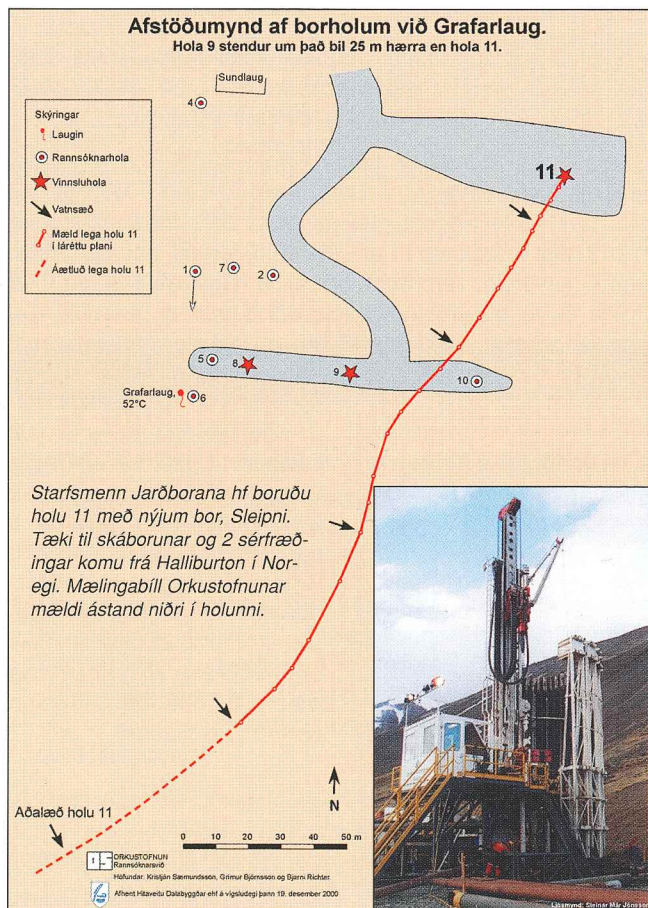 Afstöðumynd af borholum við Grafarlaug.
Hola 9 stendur um það bil 25 m hærra en hola 11.
Sundlaug
4
Skýringar
Laugin
Rannsóknarhola
Vinnsluhola
Vatnsæð
Mæld lega holu 11
í láréttu plani
Áætluð lega holu 11
11
1
7
2
5
8
9
10
Grafarlaug,
52°C
6
Starfsmenn Jarðborana hf boruðu
holu 11 með nýjum bor, Sleipni.
Tæki til skáborunar og 2 sérfræð-
ingar komu frá Halliburton í Nor-
egi. Mælingabíll Orkustofnunar
mældi ástand niðri í holunni.
Aðalæð holu 11
N
0 10 20 30 40 50 m
OS
ORKUSTOFNUN
Rannsóknarsvið
Höfundar: Kristján Sæmundsson, Grímur Björnsson og Bjarni Richter.
Afhent Hitaveitu Dalabyggðar ehf á vígsludegi þann 19. desember 2000
Ljósmynd: Steinar Már Jónsson